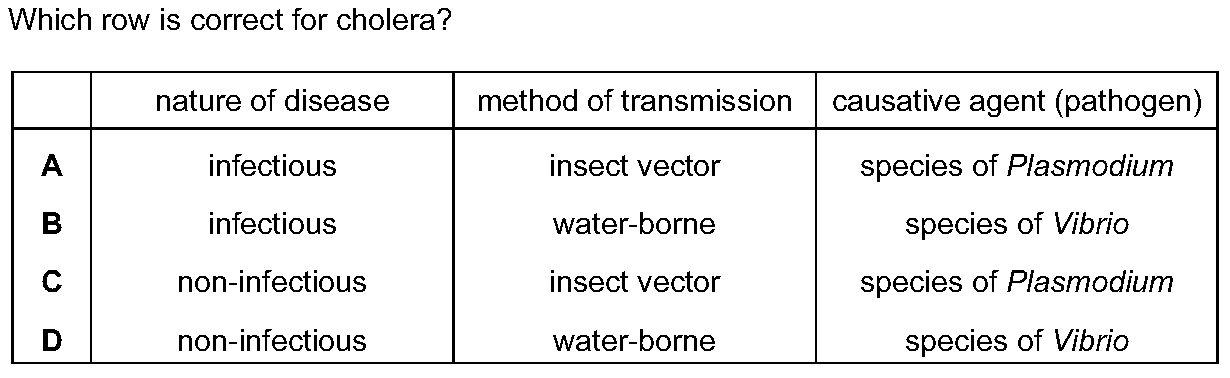 Which row is correct for cholera?
nature of disease method of transmission causative agent (pathogen)
A infectious insect vector species of Plasmodium
B infectious water-borne species of Vibrio
C non-infectious insect vector species of Plasmodium
D non-infectious water-borne species of Vibrio